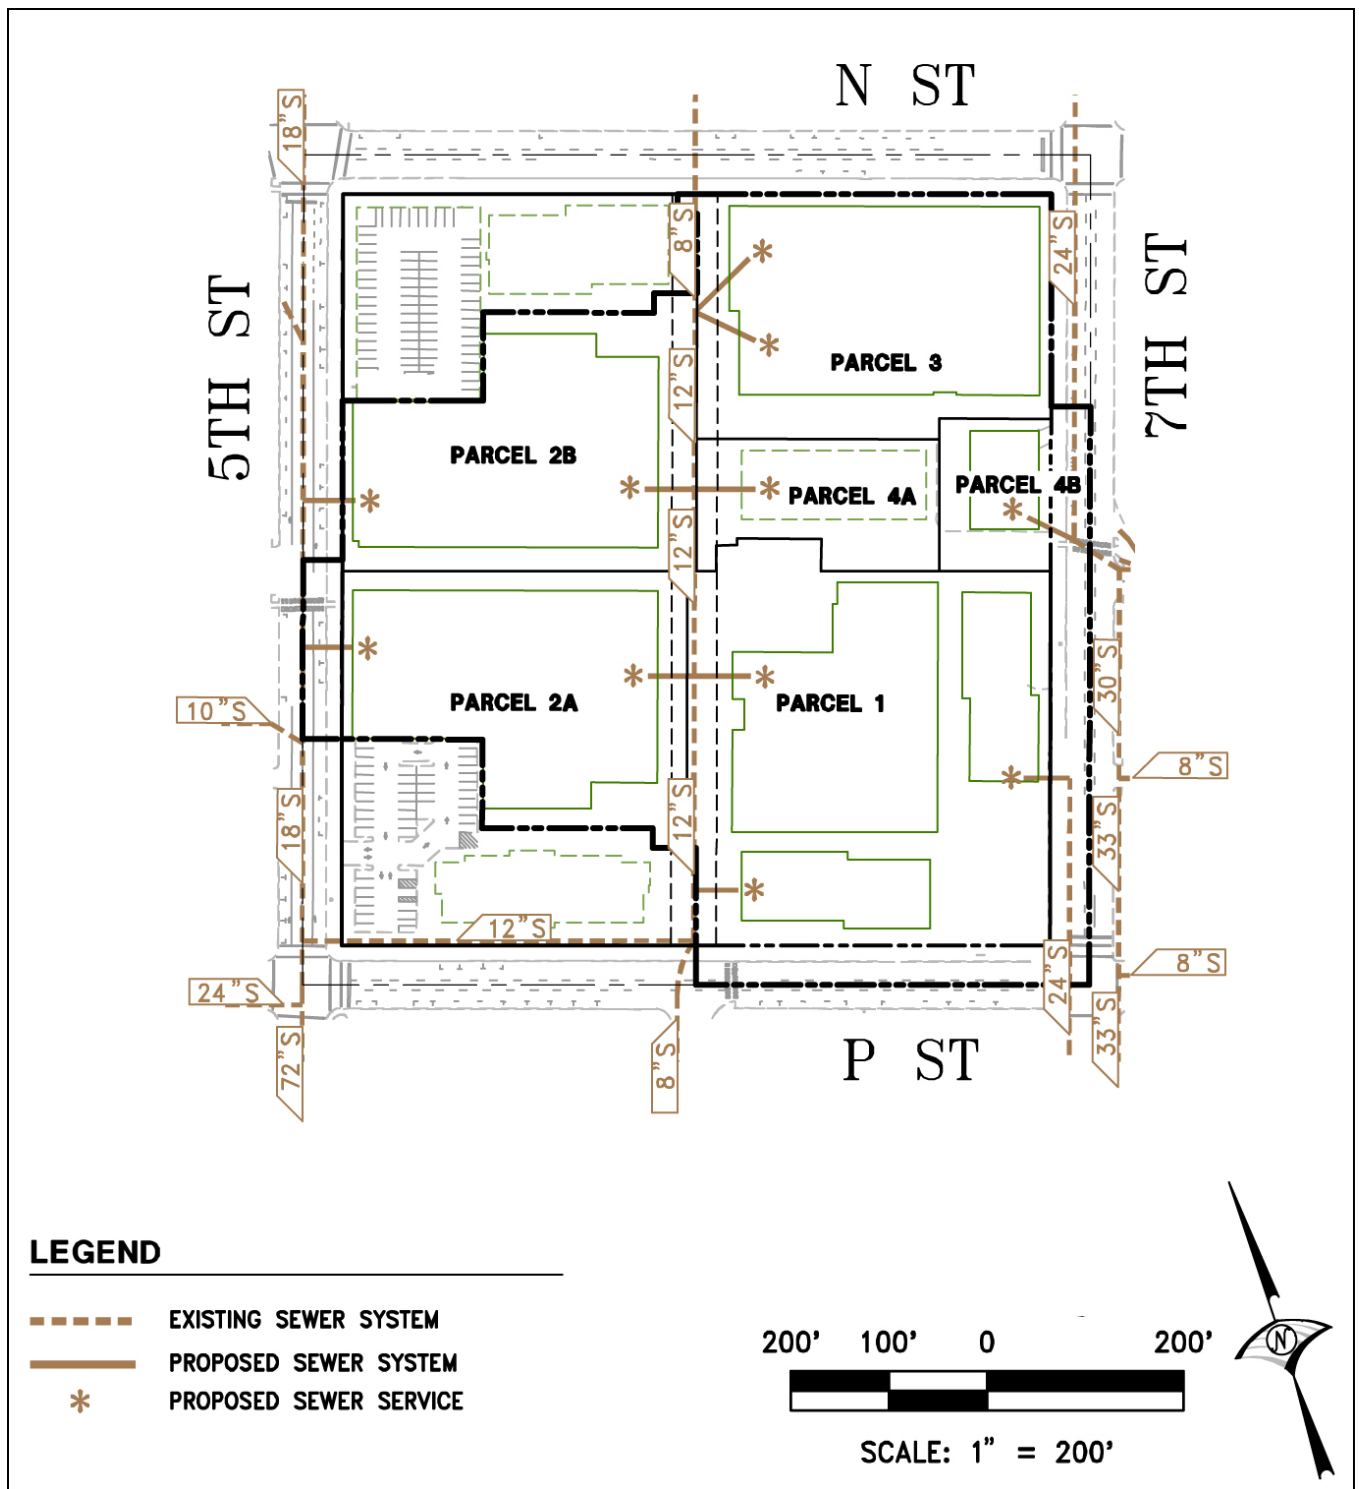 N ST
18"S
8"S
24"S
5TH ST
7TH ST
12"S
PARCEL 3
PARCEL 2B
PARCEL 4A
PARCEL 4B
12"S
30"S
PARCEL 2A
PARCEL 1
10"S
8"S
18"S
12"S
33"S
12"S
24"S
8"S
24"S
33"S
72"S
8"S
P ST
LEGEND
EXISTING SEWER SYSTEM
PROPOSED SEWER SYSTEM
PROPOSED SEWER SERVICE
200' 100' 0 200'
SCALE: 1" = 200'
N